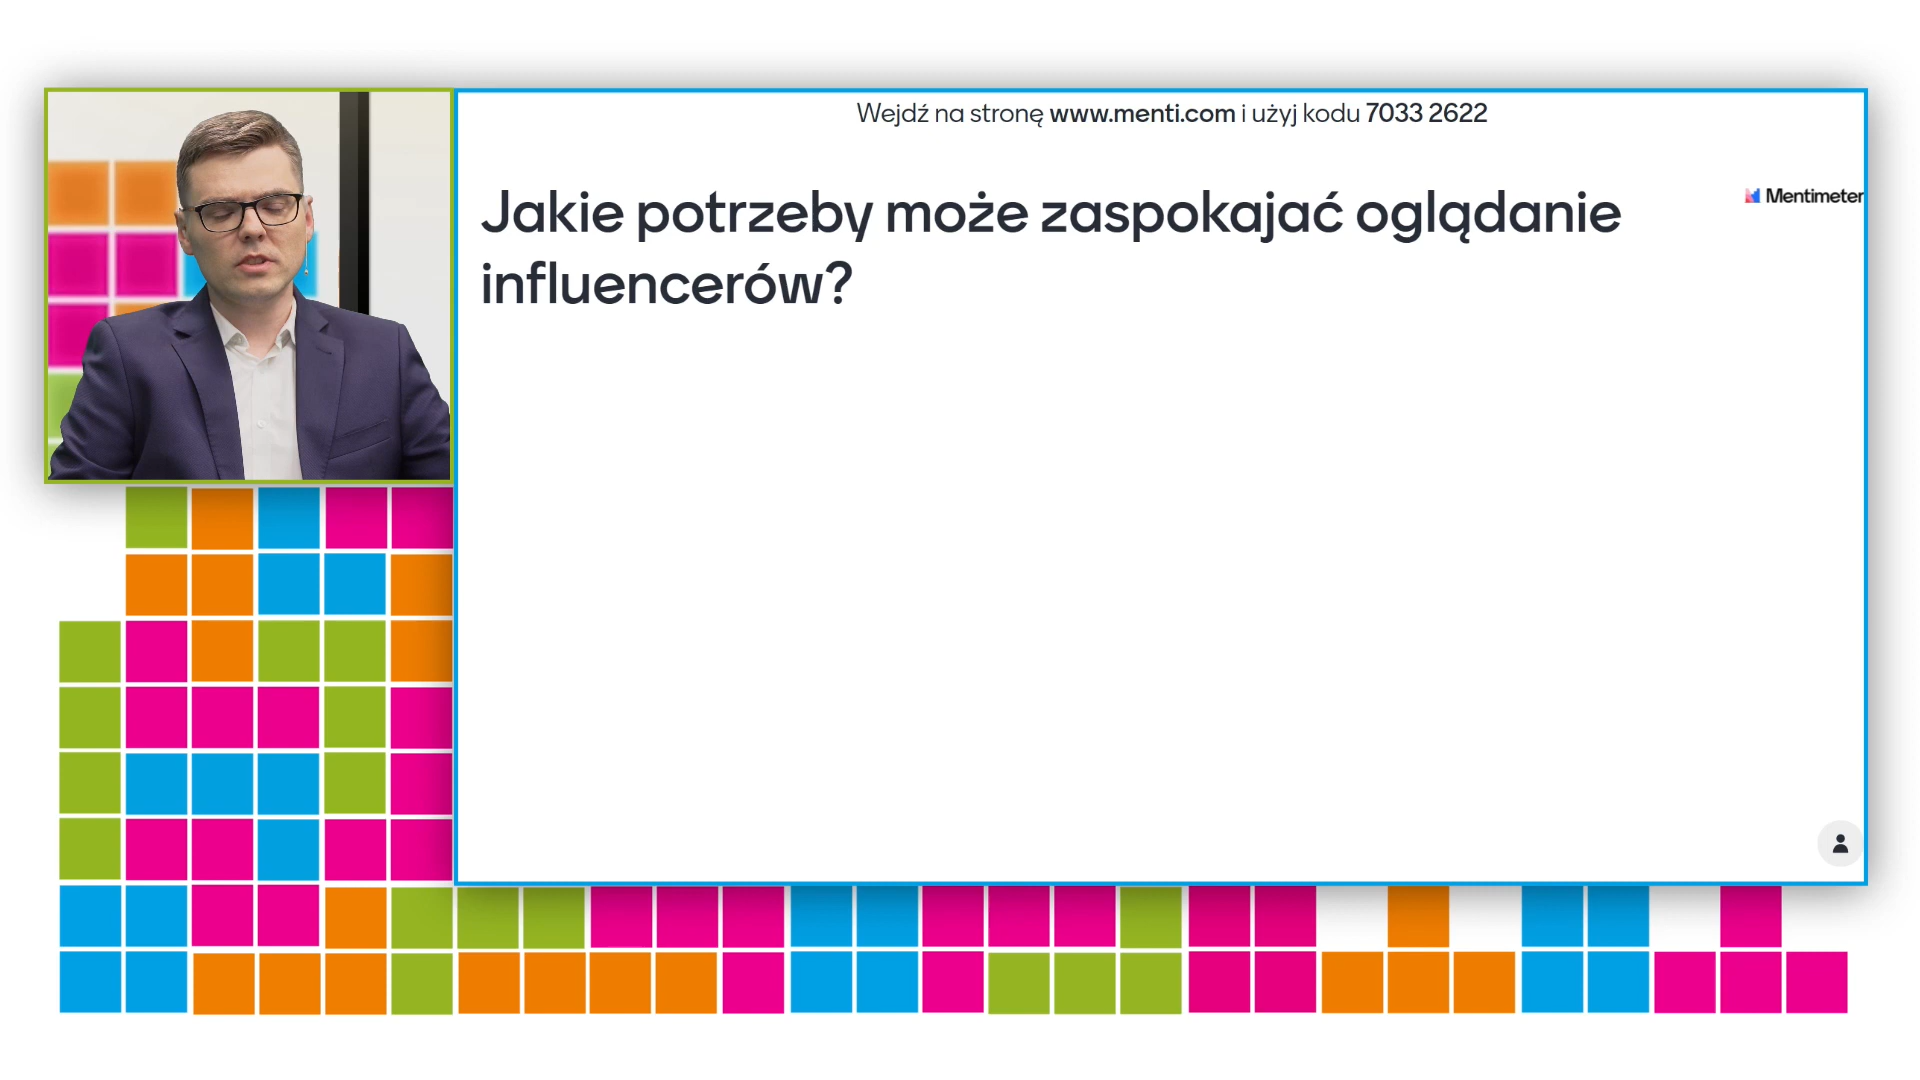 Wejdź na stronę www.menti.com i użyj kodu 7033 2622
Mentimeter
Jakie potrzeby może zaspokajać oglądanie
influencerów?